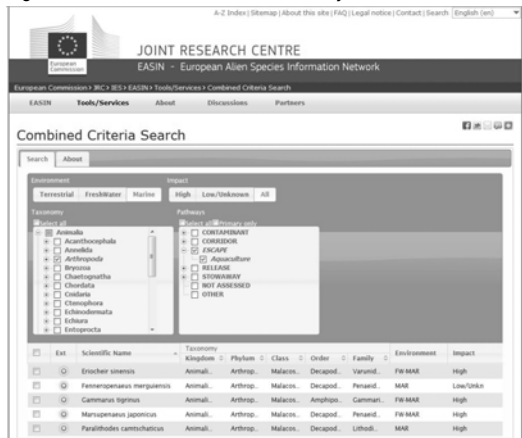 A-Z Index | Sitemap | About this site | FAQ | Legal notice | Contact | Search English (en)
European
Commission
JOINT RESEARCH CENTRE
EASIN - European Alien Species Information Network
European Commission > JRC > IES > EASIN > Tools/Services > Combined Criteria Search
EASIN Tools/Services About Discussions Partners
Combined Criteria Search
Search About
Environment Impact
Terrestrial FreshWater Marine High Low/Unknown All
Taxonomy Pathways
Select all Select all Primary only
Animalia CONTAMINANT
Acanthocephala CORRIDOR
Annelida ESCAPE
Arthropoda Aquaculture
Bryozoa RELEASE
Chaetognatha STOWAWAY
Chordata NOT ASSESSED
Cnidaria OTHER
Ctenophora
Echinodermata
Echiura
Entoprocta
Taxonomy
Ext Scientific Name Kingdom Phylum Class Order Family Environment Impact
Eriocheir sinensis Animali.. Arthrop.. Malacos.. Decapod.. Varunid.. FW-MAR High
Fenneropenaeus merguiensis Animali.. Arthrop.. Malacos.. Decapod.. Penaeid.. MAR Low/Unkn
Gammarus tigrinus Animali.. Arthrop.. Malacos.. Amphipo.. Gammari.. FW-MAR High
Marsupenaeus japonicus Animali.. Arthrop.. Malacos.. Decapod.. Penaeid.. FW-MAR High
Paralithodes camtschaticus Animali.. Arthrop.. Malacos.. Decapod.. Lithodi.. MAR High